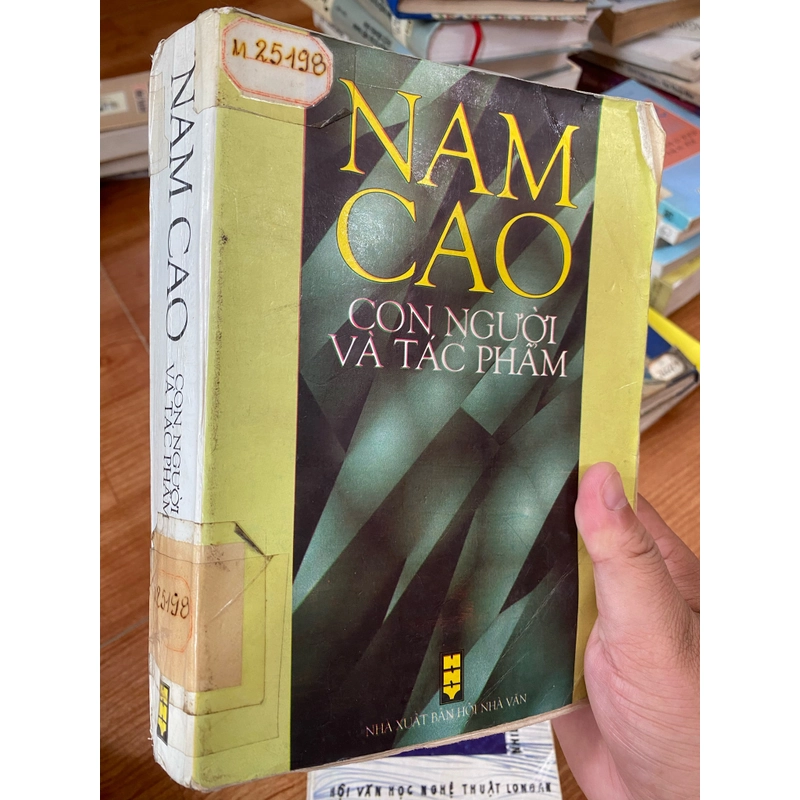 M 25198
NAM
CAO
CON NGƯỜI
VÀ TÁC PHẨM
NHÀ XUẤT BẢN HỘI NHÀ VĂN
NAM CAO
CON NGƯỜI
VÀ TÁC PHẨM
25198
HỘI VĂN HỌC NGHỆ THUẬT LONG AN